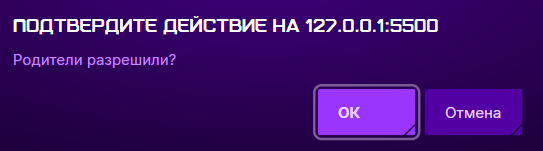 ПОДТВЕРДИТЕ ДЕЙСТВИЕ НА 127.0.0.1:5500
Родители разрешили?
ОК Отмена